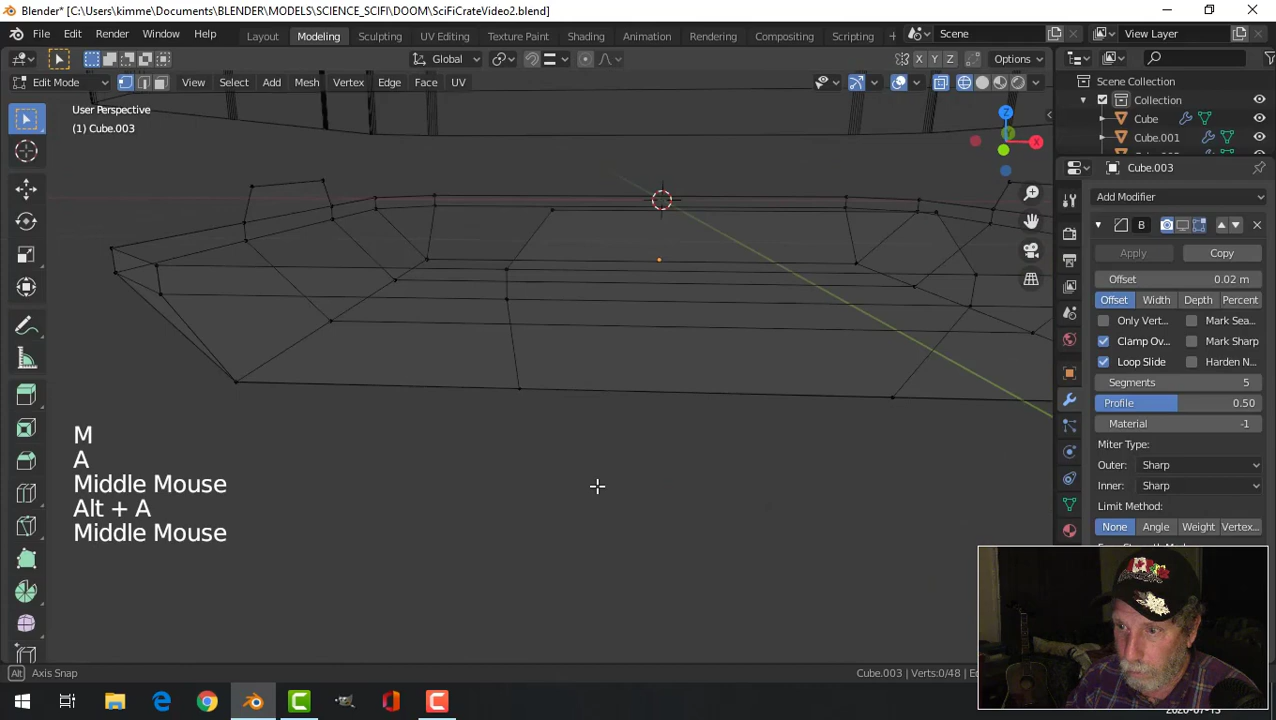 Blender* [C:\Users\kimme\Documents\BLENDER\MODELS\SCIENCE_SCIFI\DOOM\SciFiCrateVideo2.blend]
File Edit Render Window Help Layout Modeling Sculpting UV Editing Texture Paint Shading Animation Compositing Rendering Scripting Scene View Layer
Global X Y Z Options
Edit Mode View Select Add Mesh Vertex Edge Face UV
User Perspective
(1) Cube.003
Z
X
Scene Collection
Collection
Cube
Cube.001
Cube.003
Add Modifier
B
Apply Copy
Offset 0.02 m
Offset Width Depth Percent
Only Vert... Mark Sea...
Clamp Ov... Mark Sharp
Loop Slide Harden N...
Segments 5
Profile 0.50
Material -1
Miter Type:
Outer: Sharp
Inner: Sharp
Limit Method:
None Angle Weight Vertex...
M
A
Middle Mouse
Alt + A
Middle Mouse
Alt Axis Snap
Cube.003 | Verts:0/48 | Ed